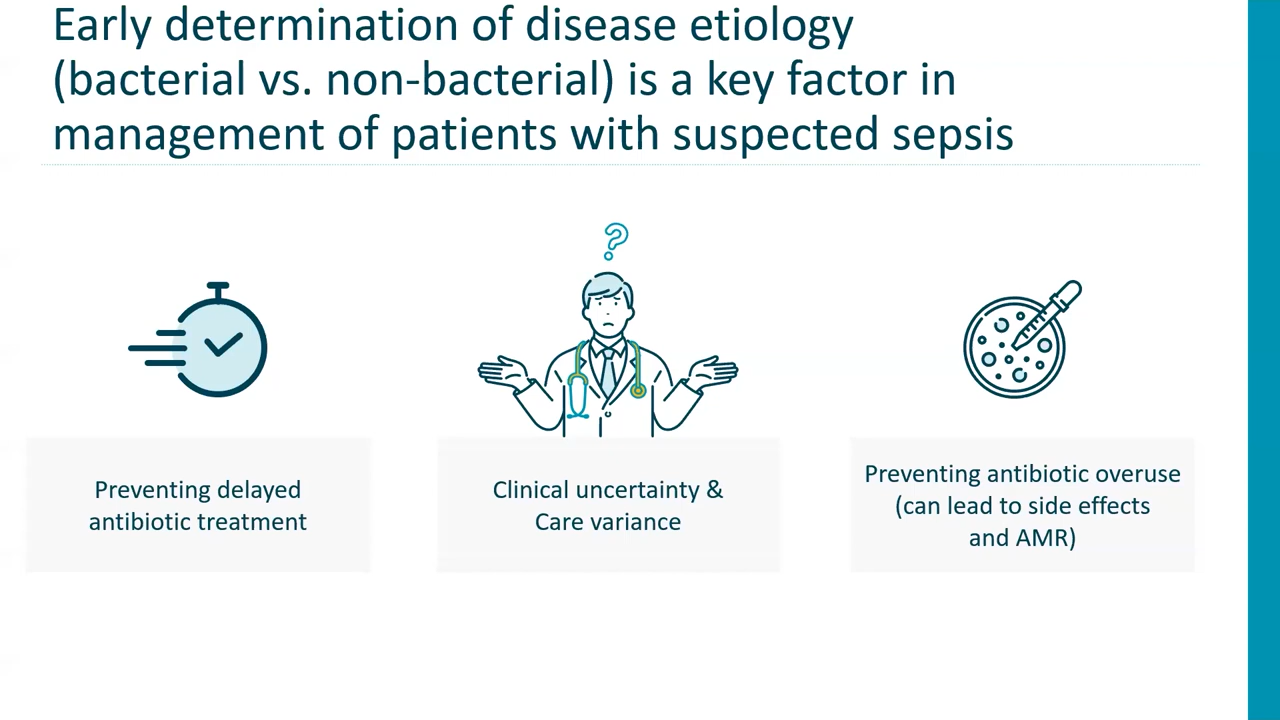 Early determination of disease etiology
(bacterial vs. non-bacterial) is a key factor in
management of patients with suspected sepsis
?
Preventing delayed
antibiotic treatment
Clinical uncertainty &
Care variance
Preventing antibiotic overuse
(can lead to side effects
and AMR)